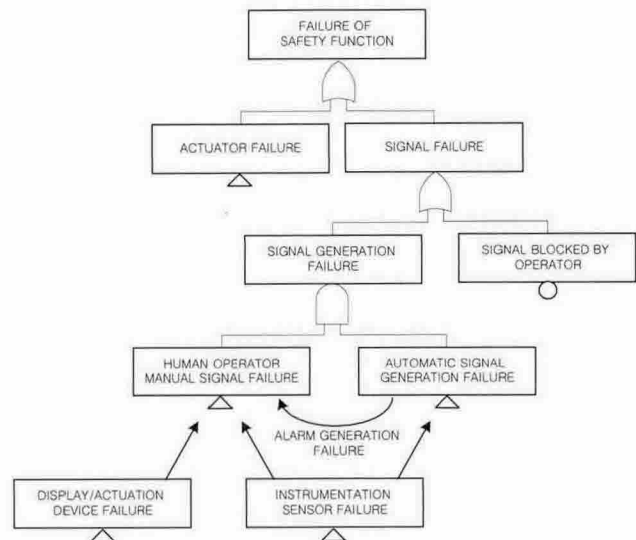 FAILURE OF
SAFETY FUNCTION
ACTUATOR FAILURE
SIGNAL FAILURE
SIGNAL GENERATION
FAILURE
SIGNAL BLOCKED BY
OPERATOR
HUMAN OPERATOR
MANUAL SIGNAL FAILURE
AUTOMATIC SIGNAL
GENERATION FAILURE
ALARM GENERATION
FAILURE
DISPLAY/ACTUATION
DEVICE FAILURE
INSTRUMENTATION
SENSOR FAILURE